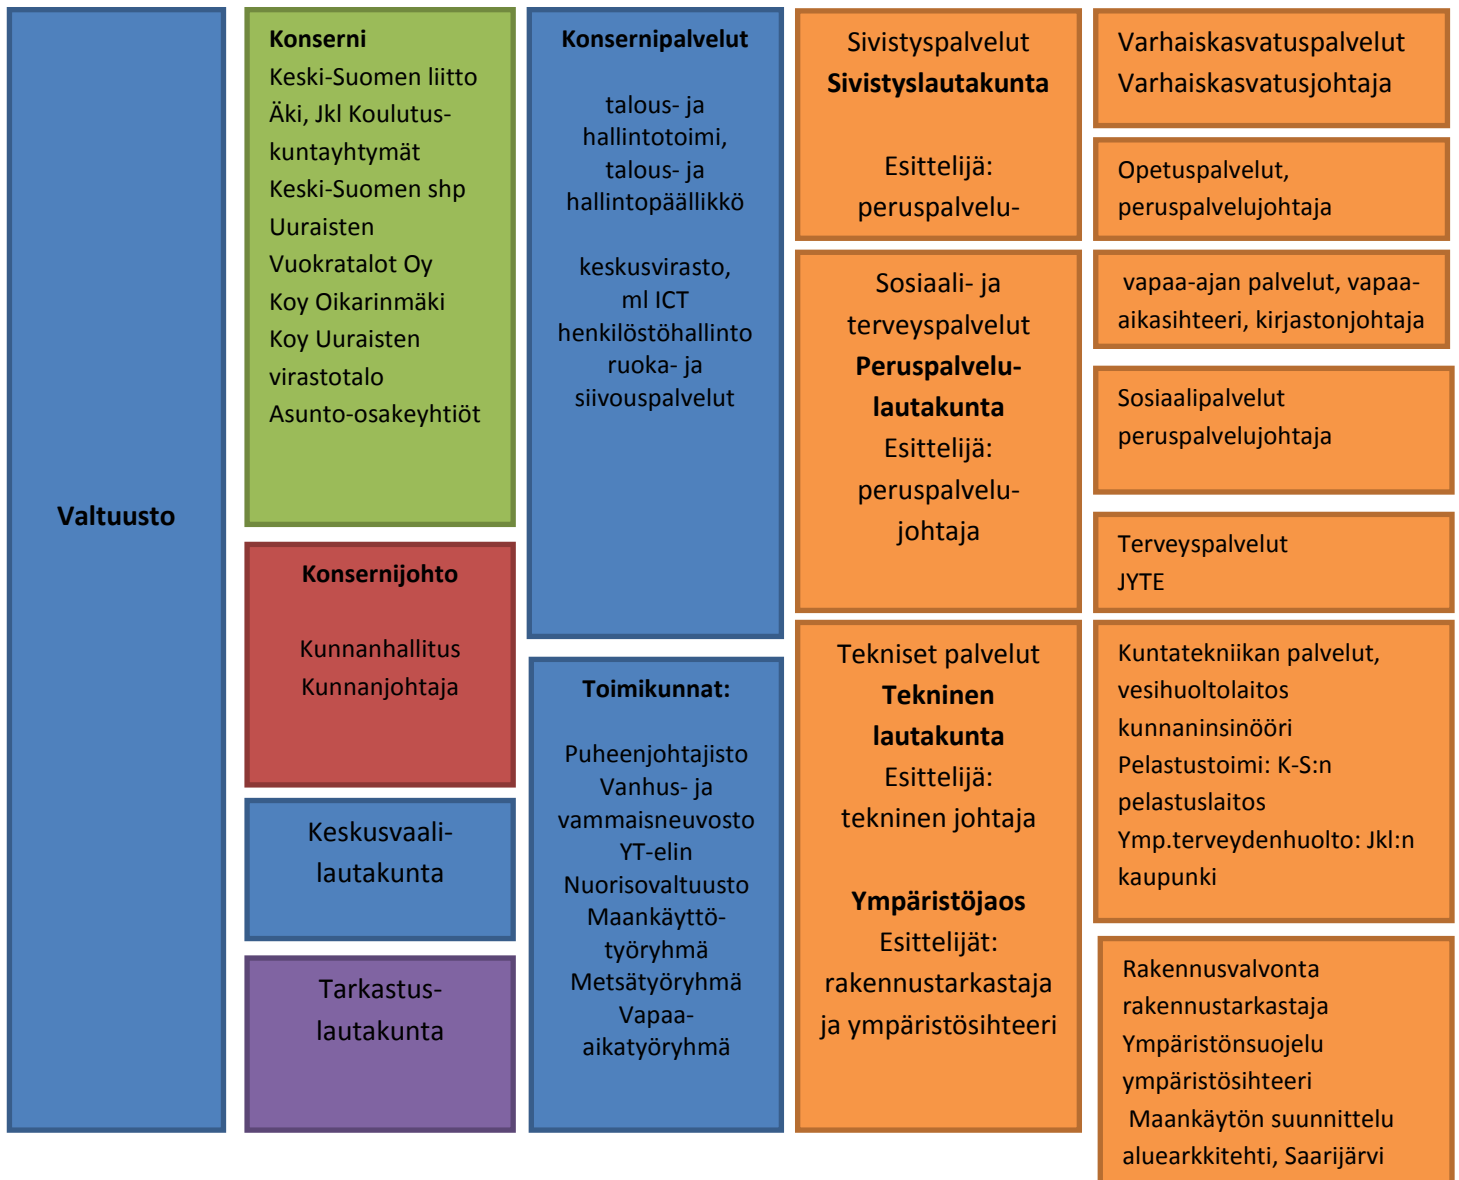 Valtuusto
Konserni
Keski-Suomen liitto
Äki, Jkl Koulutus-
kuntayhtymät
Keski-Suomen shp
Uuraisten
Vuokratalot Oy
Koy Oikarinmäki
Koy Uuraisten
virastotalo
Asunto-osakeyhtiöt
Konsernijohto
Kunnanhallitus
Kunnanjohtaja
Keskusvaali-
lautakunta
Tarkastus-
lautakunta
Konsernipalvelut
talous- ja
hallintotoimi,
talous- ja
hallintopäällikkö
keskusvirasto,
ml ICT
henkilöstöhallinto
ruoka- ja
siivouspalvelut
Toimikunnat:
Puheenjohtajisto
Vanhus- ja
vammaisneuvosto
YT-elin
Nuorisovaltuusto
Maankäyttö-
työryhmä
Metsätyöryhmä
Vapaa-
aikatyöryhmä
Sivistyspalvelut
Sivistyslautakunta
Esittelijä:
peruspalvelu-
Sosiaali- ja
terveyspalvelut
Peruspalvelu-
lautakunta
Esittelijä:
peruspalvelu-
johtaja
Tekniset palvelut
Tekninen
lautakunta
Esittelijä:
tekninen johtaja
Ympäristöjaos
Esittelijät:
rakennustarkastaja
ja ympäristösihteeri
Varhaiskasvatuspalvelut
Varhaiskasvatusjohtaja
Opetuspalvelut,
peruspalvelujohtaja
vapaa-ajan palvelut, vapaa-
aikasihteeri, kirjastonjohtaja
Sosiaalipalvelut
peruspalvelujohtaja
Terveyspalvelut
JYTE
Kuntatekniikan palvelut,
vesihuoltolaitos
kunnaninsinööri
Pelastustoimi: K-S:n
pelastuslaitos
Ymp.terveydenhuolto: Jkl:n
kaupunki
Rakennusvalvonta
rakennustarkastaja
Ympäristönsuojelu
ympäristösihteeri
Maankäytön suunnittelu
aluearkkitehti, Saarijärvi